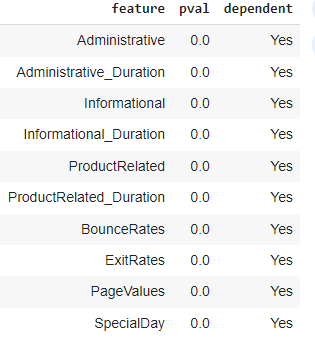 feature pval dependent
Administrative 0.0 Yes
Administrative_Duration 0.0 Yes
Informational 0.0 Yes
Informational_Duration 0.0 Yes
ProductRelated 0.0 Yes
ProductRelated_Duration 0.0 Yes
BounceRates 0.0 Yes
ExitRates 0.0 Yes
PageValues 0.0 Yes
SpecialDay 0.0 Yes